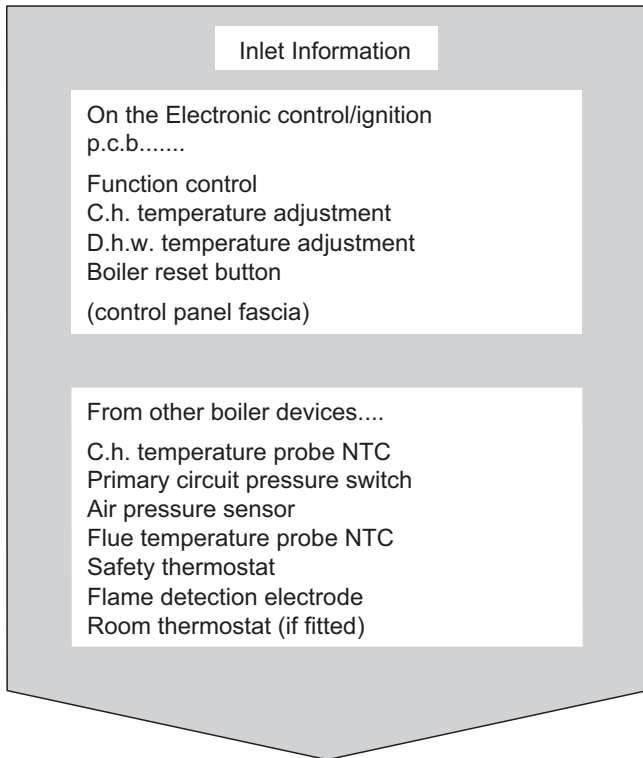 Inlet Information
On the Electronic control/ignition
p.c.b.......
Function control
C.h. temperature adjustment
D.h.w. temperature adjustment
Boiler reset button
(control panel fascia)
From other boiler devices....
C.h. temperature probe NTC
Primary circuit pressure switch
Air pressure sensor
Flue temperature probe NTC
Safety thermostat
Flame detection electrode
Room thermostat (if fitted)